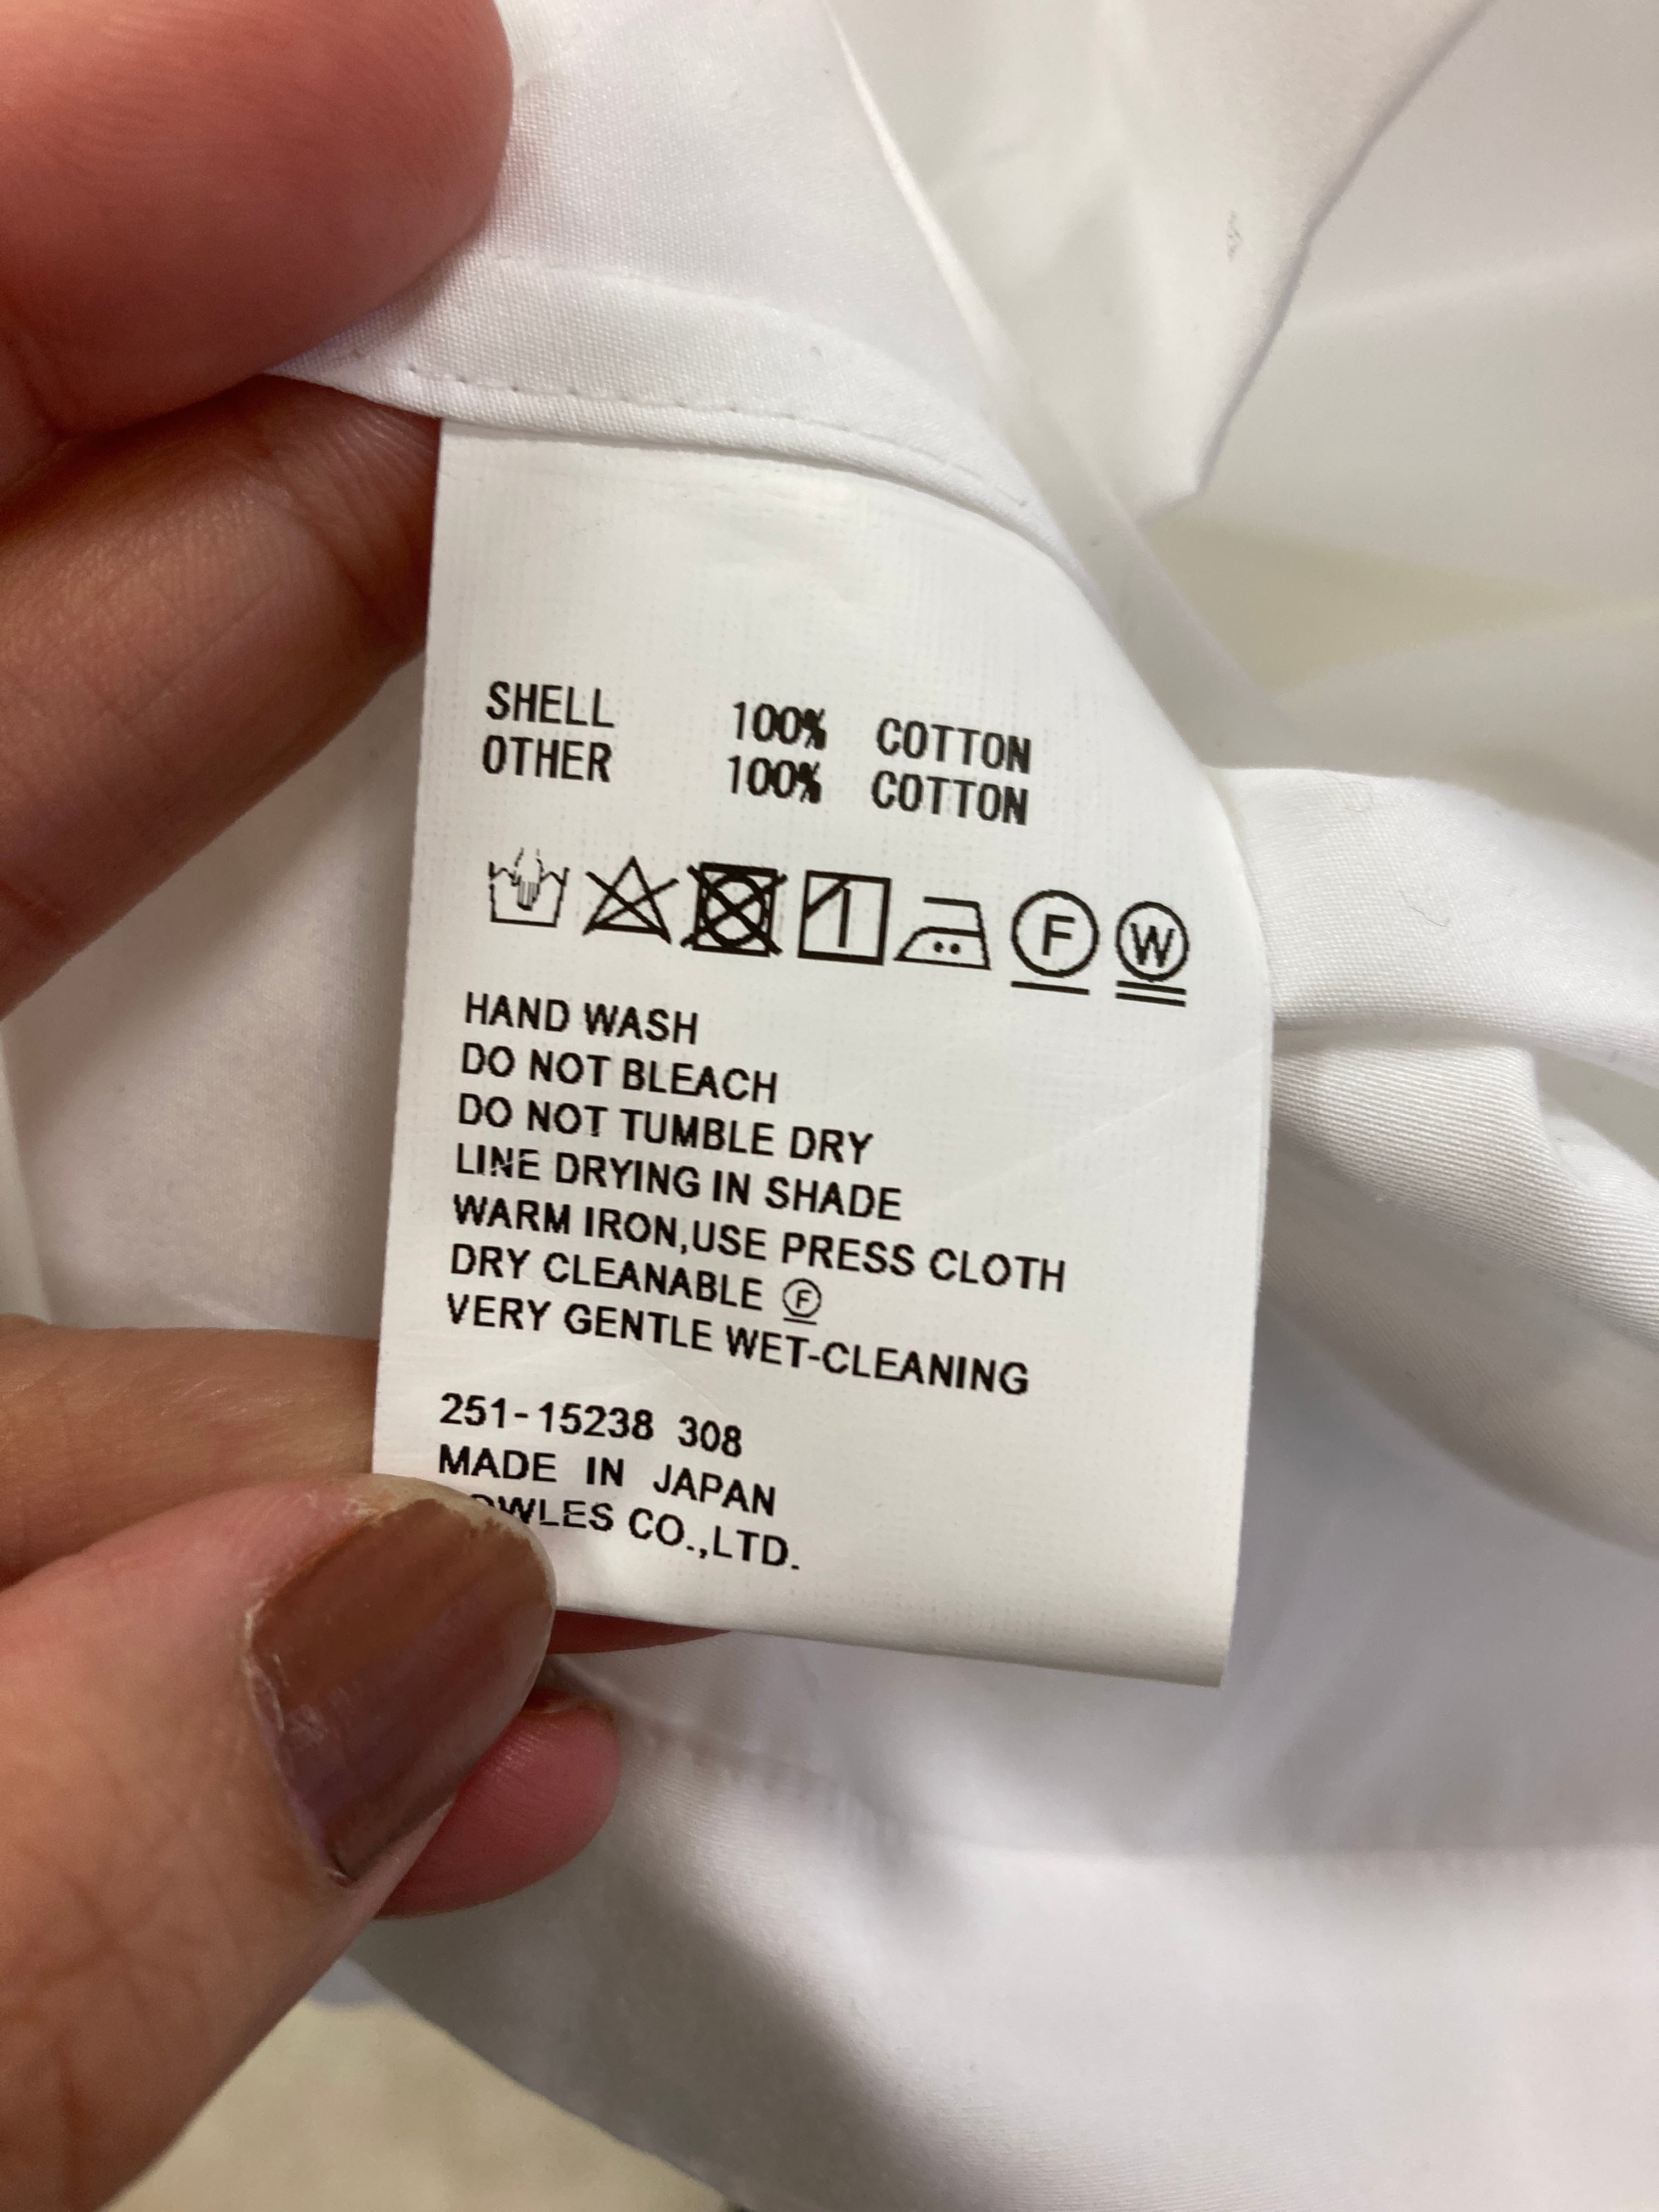 SHELL 100% COTTON
OTHER 100% COTTON
F W
HAND WASH
DO NOT BLEACH
DO NOT TUMBLE DRY
LINE DRYING IN SHADE
WARM IRON,USE PRESS CLOTH
DRY CLEANABLE Ⓕ
VERY GENTLE WET-CLEANING
251-15238 308
MADE IN JAPAN
CO.,LTD.